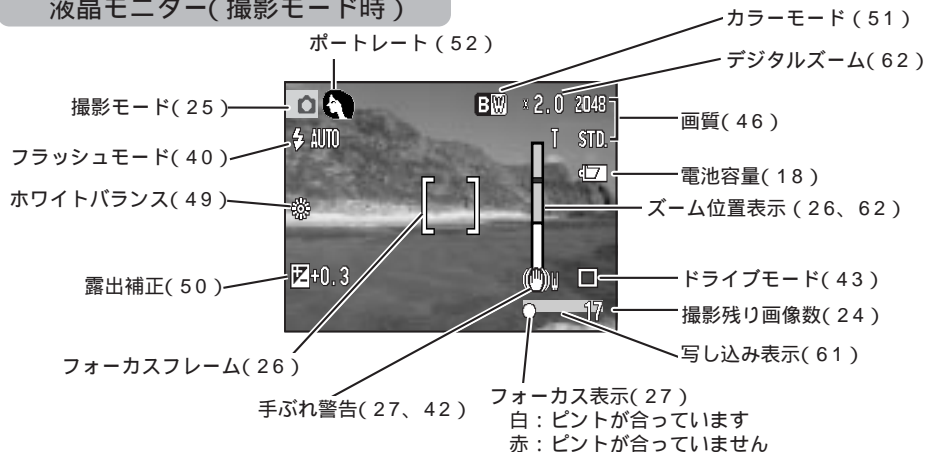 液晶モニター(撮影モード時)
カラーモード(51)
ポートレート(52)
デジタルズーム(62)
撮影モード(25)
BW ×2.0 2048
画質(46)
フラッシュモード(40)
AUTO
T STD.
電池容量(18)
ホワイトバランス(49)
ズーム位置表示(26、62)
露出補正(50)
+0.3
W
ドライブモード(43)
17
撮影残り画像数(24)
写し込み表示(61)
フォーカスフレーム(26)
手ぶれ警告(27、42)
フォーカス表示(27)
白:ピントが合っています
赤:ピントが合っていません